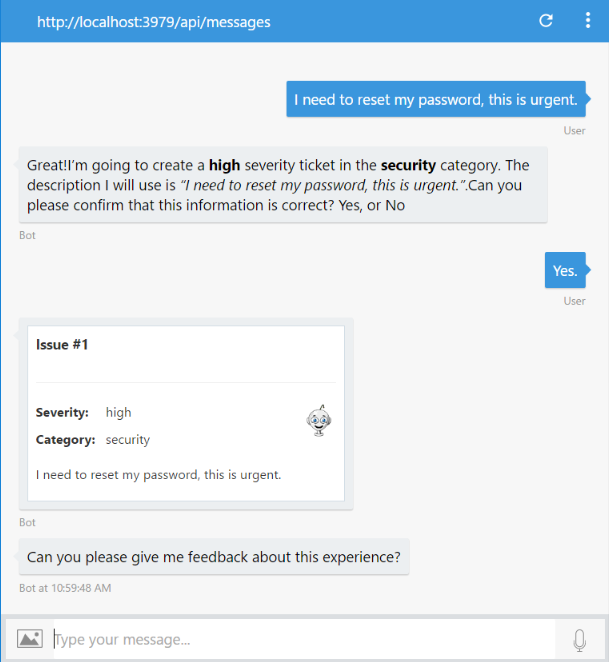 http://localhost:3979/api/messages
I need to reset my password, this is urgent.
User
Great!I'm going to create a high severity ticket in the security category. The
description I will use is “I need to reset my password, this is urgent.”.Can you
please confirm that this information is correct? Yes, or No
Bot
Yes.
User
Issue #1
Severity: high
Category: security
I need to reset my password, this is urgent.
Bot
Can you please give me feedback about this experience?
Bot at 10:59:48 AM
Type your message...